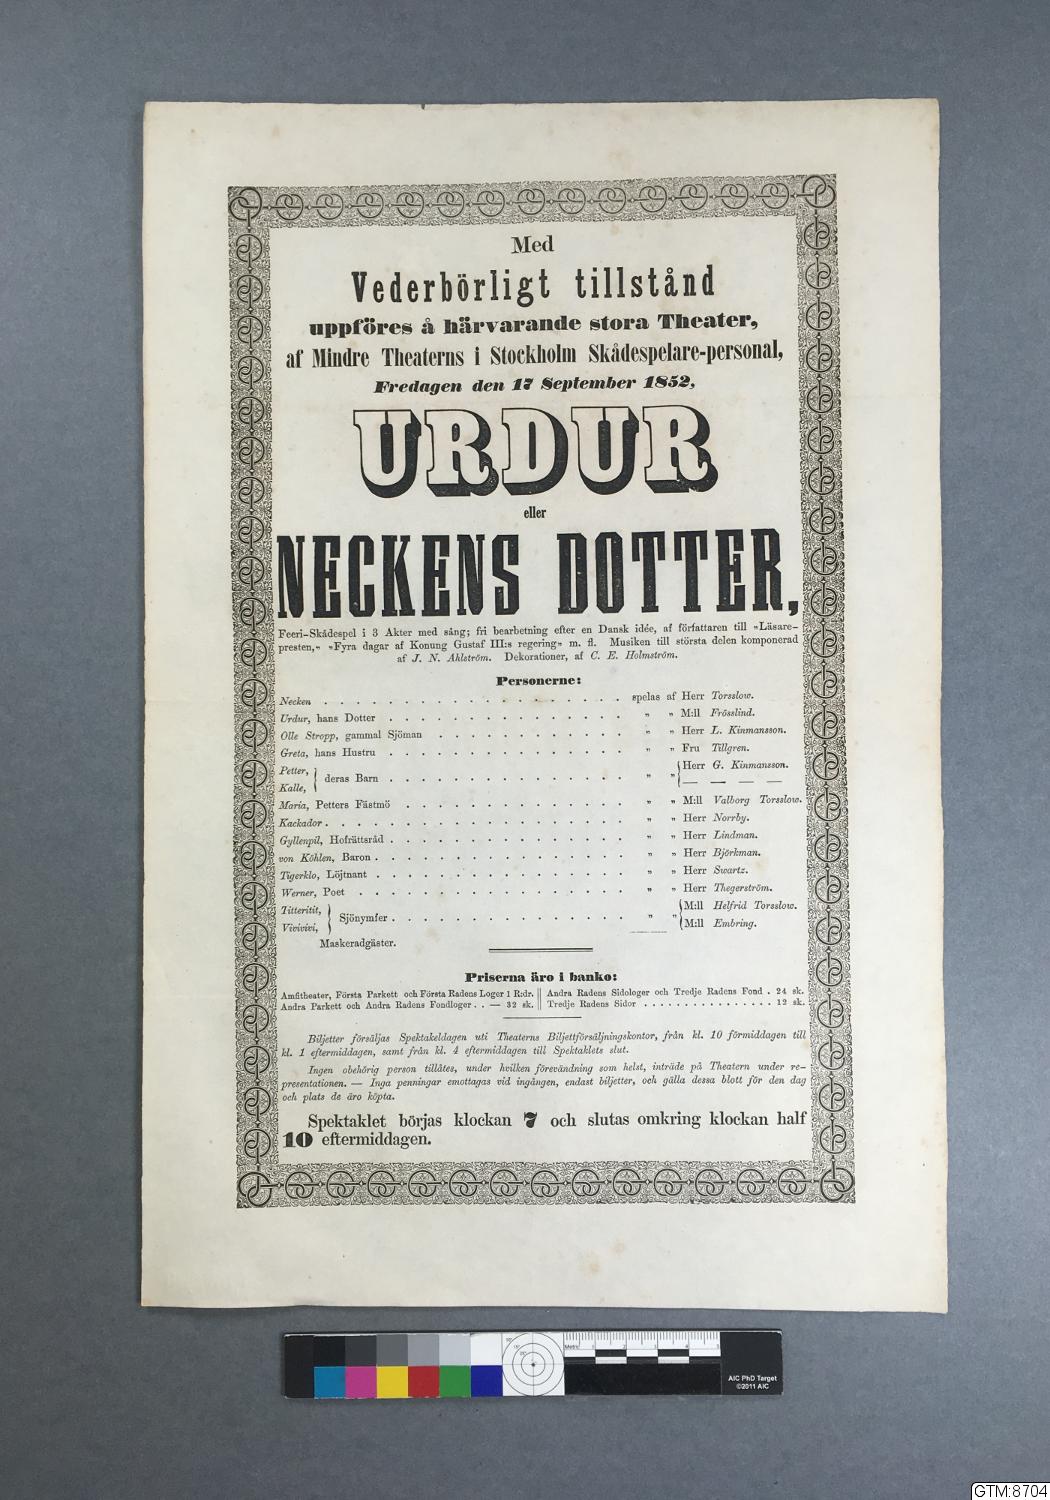 Med
Vederbörligt tillstånd
uppföres å härvarande stora Theater,
af Mindre Theaterns i Stockholm Skådespelare-personal,
Fredagen den 17 September 1852,
URDUR
eller
NECKENS DOTTER,
Feeri-Skådespel i 3 Akter med sång; fri bearbetning efter en Dansk idée, af författaren till »Läsare-
presten,» »Fyra dagar af Konung Gustaf III:s regering» m. fl. Musiken till största delen komponerad
af J. N. Ahlström. Dekorationer, af C. E. Holmström.
Personerne:
Necken . . . . . . . . . . . . . . . . . . . spelas af Herr Torsslow.
Urdur, hans Dotter . . . . . . . . . . . . . . . „ „ M:ll Frösslind.
Olle Stropp, gammal Sjöman . . . . . . . . . . . . „ „ Herr L. Kinmansson.
Greta, hans Hustru . . . . . . . . . . . . . . . „ „ Fru Tillgren.
Petter, } deras Barn . . . . . . . . . . . . . . . „ „ { Herr G. Kinmansson.
Kalle, } — — — —
Maria, Petters Fästmö . . . . . . . . . . . . . . „ „ M:ll Valborg Torsslow.
Kackador . . . . . . . . . . . . . . . . . . . „ „ Herr Norrby.
Gyllenpil, Hofrättsråd . . . . . . . . . . . . . . . „ „ Herr Lindman.
von Köhlen, Baron . . . . . . . . . . . . . . . . „ „ Herr Björkman.
Tigerklo, Löjtnant . . . . . . . . . . . . . . . . „ „ Herr Swartz.
Werner, Poet . . . . . . . . . . . . . . . . . „ „ Herr Thegerström.
Titteritit, } Sjönymfer . . . . . . . . . . . . . . . „ „ { M:ll Helfrid Torsslow.
Vivivivi, } M:ll Embring.
Maskeradgäster.
Priserna äro i banko:
Amfitheater, Första Parkett och Första Radens Loger 1 R:dr. || Andra Radens Sidologer och Tredje Radens Fond . 24 sk.
Andra Parkett och Andra Radens Fondloger . . — 32 sk. || Tredje Radens Sidor . . . . . . . . . . . . . . . 12 sk.
Biljetter försäljas Spektakeldagen uti Theaterns Biljettförsäljningskontor, från kl. 10 förmiddagen till
kl. 1 eftermiddagen, samt från kl. 4 eftermiddagen till Spektaklets slut.
Ingen obehörig person tillåtes, under hvilken förevändning som helst, inträde på Theatern under re-
presentationen. — Inga penningar emottagas vid ingången, endast biljetter, och gälla dessa blott för den dag
och plats de äro köpta.
Spektaklet börjas klockan 7 och slutas omkring klockan half
10 eftermiddagen.
AIC PhD Target
©2011 AIC
GTM:8704